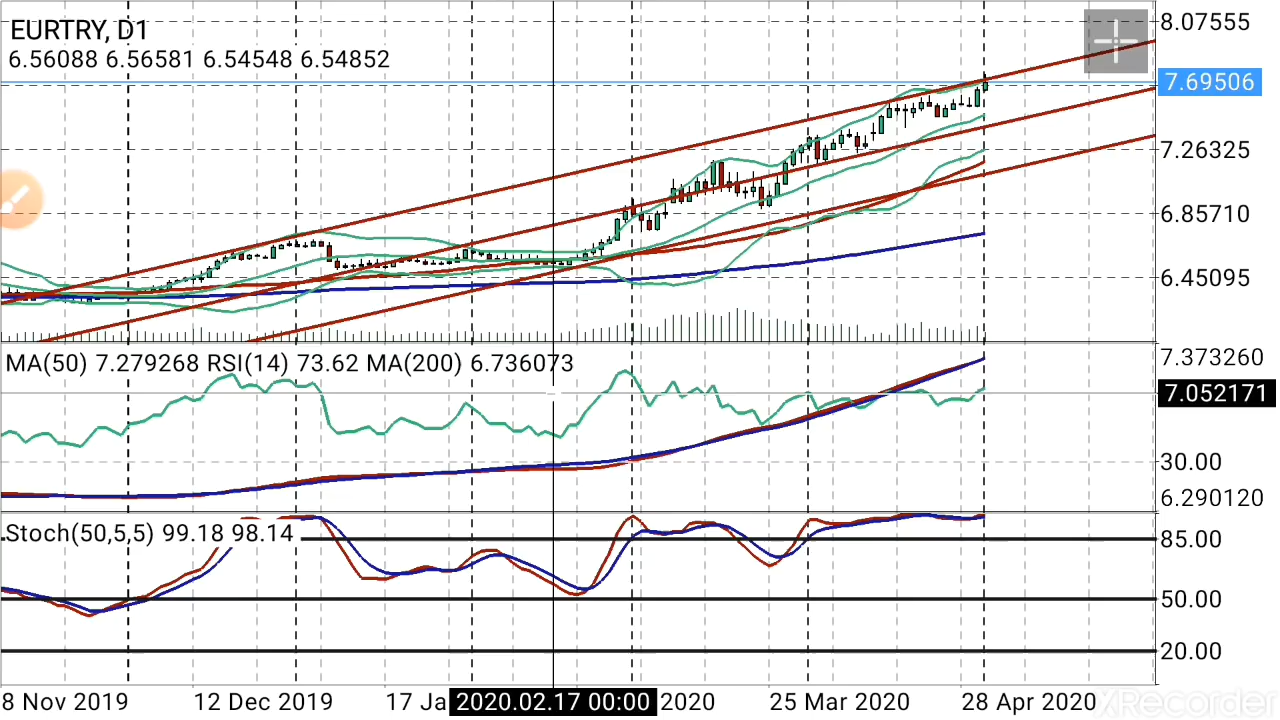 EURTRY, D1
6.56088 6.56581 6.54548 6.54852
8.07555
7.69506
7.26325
6.85710
6.45095
MA(50) 7.279268 RSI(14) 73.62 MA(200) 6.736073
7.373260
7.052171
30.00
6.290120
Stoch(50,5,5) 99.18 98.14
85.00
50.00
20.00
8 Nov 2019 12 Dec 2019 17 Ja 2020.02.17 00:00 2020 25 Mar 2020 28 Apr 2020
XRecorder